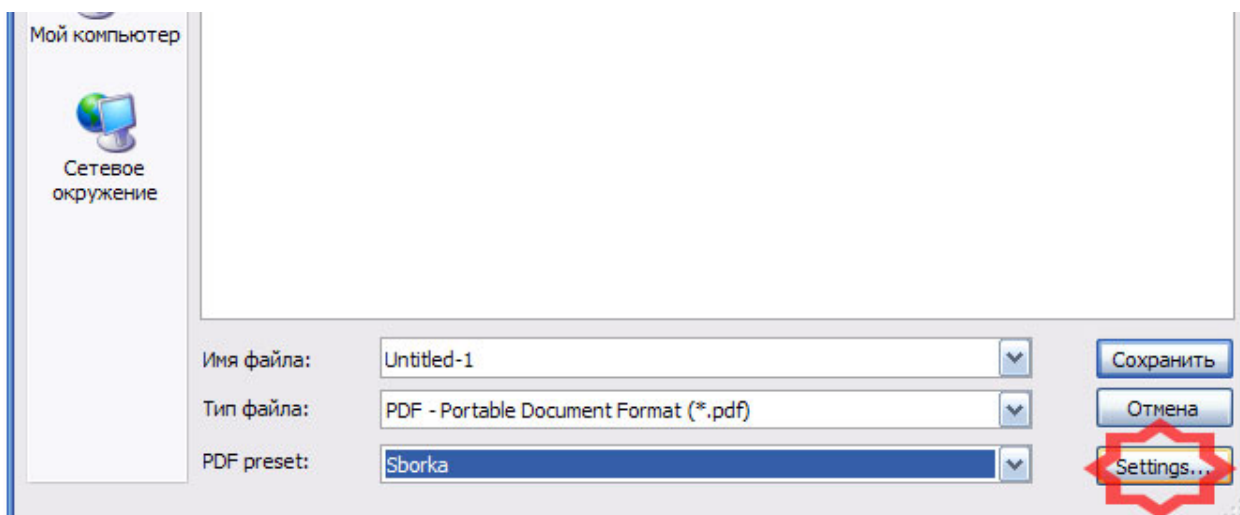 Мой компьютер
Сетевое
окружение
Имя файла:
Untitled-1
Сохранить
Тип файла:
PDF - Portable Document Format (*.pdf)
Отмена
PDF preset:
Sborka
Settings...